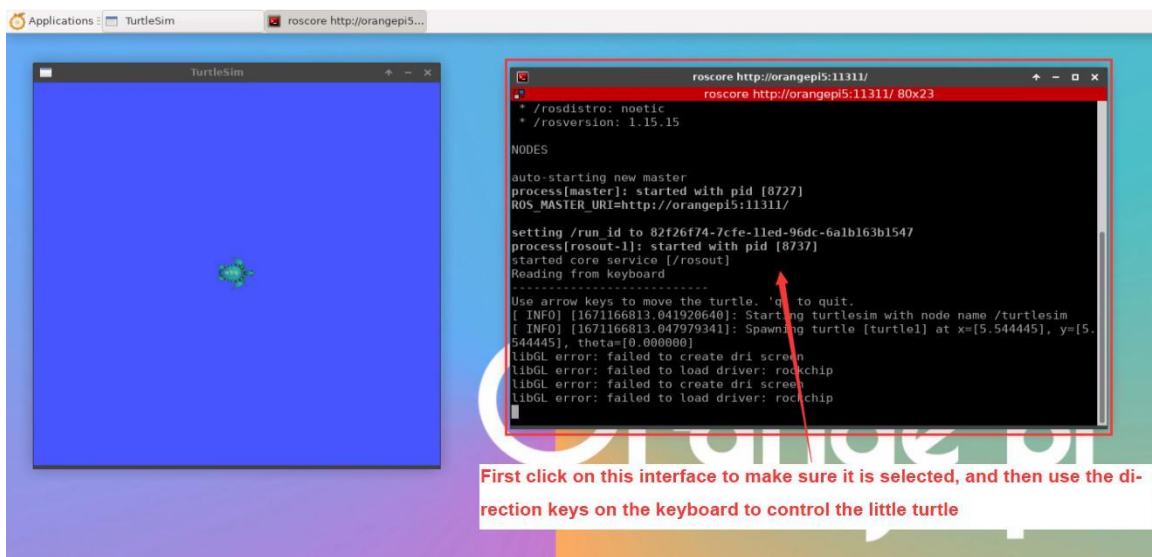 Applications
TurtleSim
roscore http://orangepi5...
TurtleSim
roscore http://orangepi5:11311/
roscore http://orangepi5:11311/ 80x23
* /rosdistro: noetic
* /rosversion: 1.15.15
NODES
auto-starting new master
process[master]: started with pid [8727]
ROS_MASTER_URI=http://orangepi5:11311/
setting /run_id to 82f26f74-7cfe-11ed-96dc-6a1b163b1547
process[rosout-1]: started with pid [8737]
started core service [/rosout]
Reading from keyboard
---------------------------
Use arrow keys to move the turtle. 'q' to quit.
[ INFO] [1671166813.041920640]: Starting turtlesim with node name /turtlesim
[ INFO] [1671166813.047979341]: Spawning turtle [turtle1] at x=[5.544445], y=[5.
544445], theta=[0.000000]
libGL error: failed to create dri screen
libGL error: failed to load driver: rockchip
libGL error: failed to create dri screen
libGL error: failed to load driver: rockchip
Orange pi
First click on this interface to make sure it is selected, and then use the di-
rection keys on the keyboard to control the little turtle